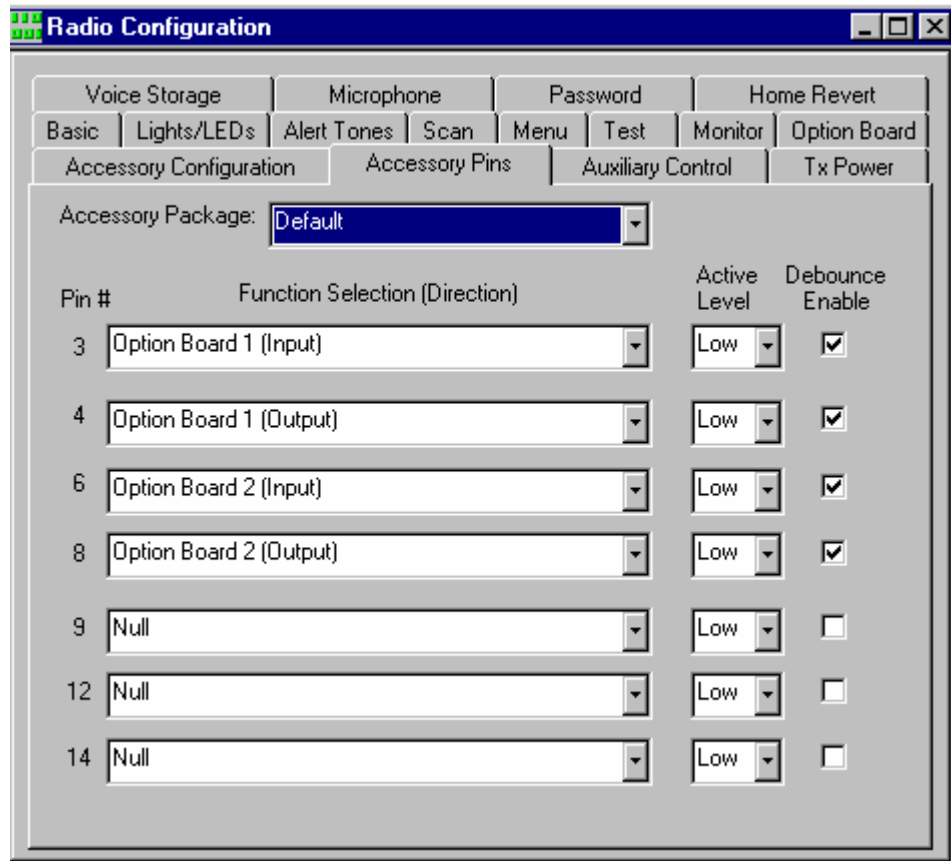 Radio Configuration
Voice Storage Microphone Password Home Revert
Basic Lights/LEDs Alert Tones Scan Menu Test Monitor Option Board
Accessory Configuration Accessory Pins Auxiliary Control Tx Power
Accessory Package: Default
Pin # Function Selection (Direction) Active Level Debounce Enable
3 Option Board 1 (Input) Low
4 Option Board 1 (Output) Low
6 Option Board 2 (Input) Low
8 Option Board 2 (Output) Low
9 Null Low
12 Null Low
14 Null Low